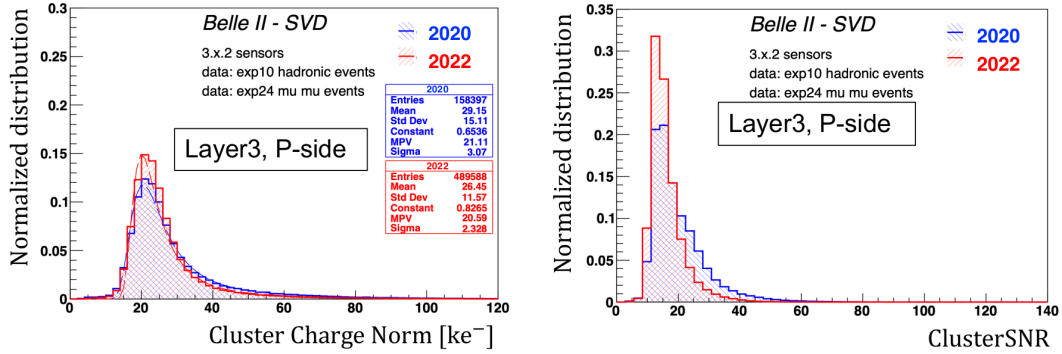 Belle II - SVD
3.x.2 sensors
data: exp10 hadronic events
data: exp24 mu mu events
2020
2022
Layer3, P-side
2020
Entries 158397
Mean 29.15
Std Dev 15.11
Constant 0.6536
MPV 21.11
Sigma 3.07
2022
Entries 489588
Mean 26.45
Std Dev 11.57
Constant 0.8265
MPV 20.59
Sigma 2.328
Normalized distribution
0.3
0.25
0.2
0.15
0.1
0.05
0
0 20 40 60 80 100 120
Cluster Charge Norm [ke⁻]
Belle II - SVD
3.x.2 sensors
data: exp10 hadronic events
data: exp24 mu mu events
2020
2022
Layer3, P-side
Normalized distribution
0.35
0.3
0.25
0.2
0.15
0.1
0.05
0
0 20 40 60 80 100 120 140
ClusterSNR